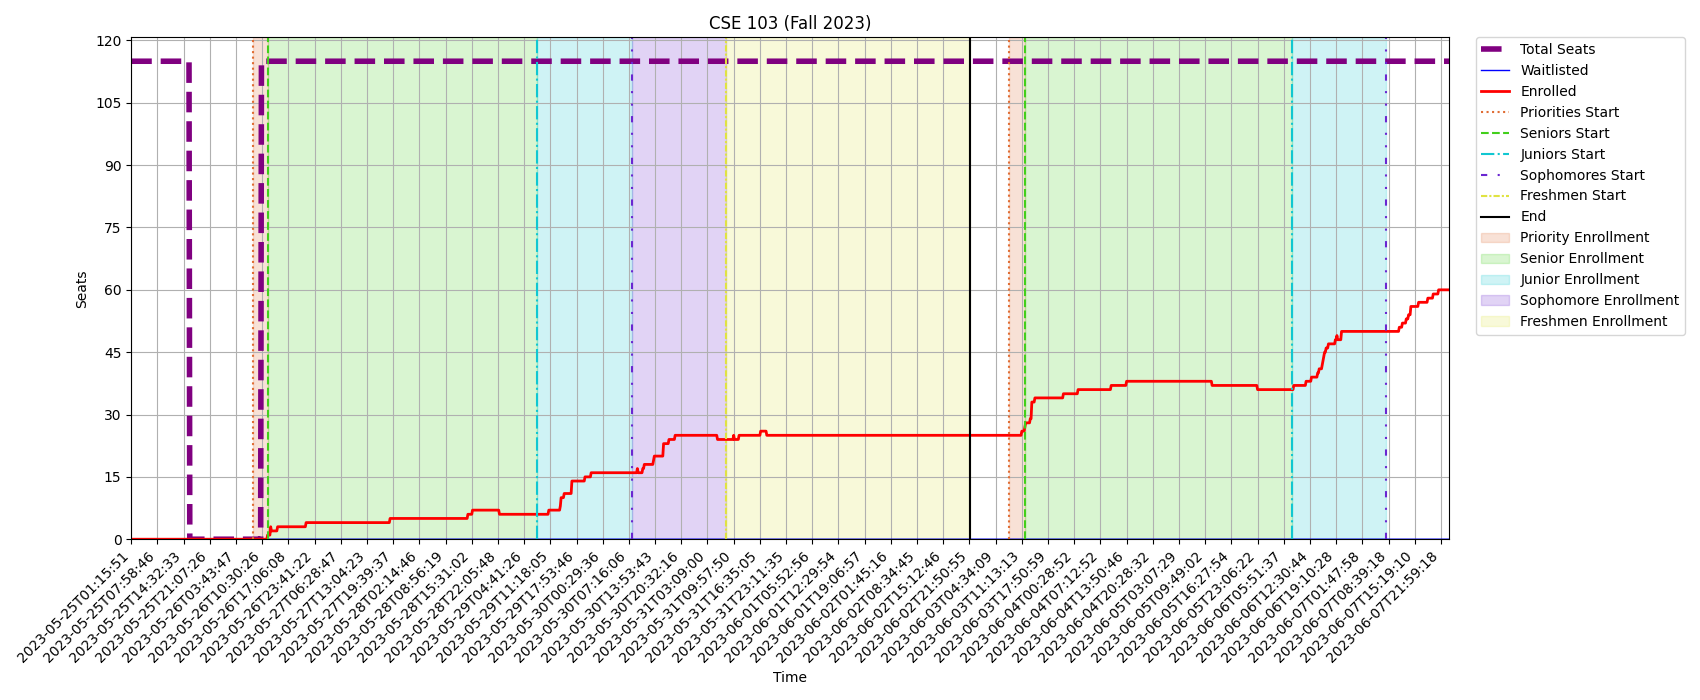 CSE 103 (Fall 2023)
120
105
90
75
60
45
30
15
0
Seats
2023-05-25T01:15:51
2023-05-25T07:58:46
2023-05-25T14:32:33
2023-05-25T21:07:26
2023-05-26T03:43:47
2023-05-26T10:30:26
2023-05-26T17:06:08
2023-05-26T23:41:22
2023-05-27T06:28:47
2023-05-27T13:04:23
2023-05-27T19:39:37
2023-05-28T02:14:46
2023-05-28T08:56:19
2023-05-28T15:31:02
2023-05-28T22:05:48
2023-05-29T04:41:26
2023-05-29T11:18:05
2023-05-29T17:53:46
2023-05-30T00:29:36
2023-05-30T07:16:06
2023-05-30T13:53:43
2023-05-30T20:32:16
2023-05-31T03:09:00
2023-05-31T09:57:50
2023-05-31T16:35:05
2023-05-31T23:11:35
2023-06-01T05:52:56
2023-06-01T12:29:54
2023-06-01T19:06:57
2023-06-02T01:45:19
2023-06-02T08:34:45
2023-06-02T15:12:46
2023-06-02T21:50:55
2023-06-03T04:34:09
2023-06-03T11:13:13
2023-06-03T17:50:59
2023-06-04T00:28:52
2023-06-04T07:12:52
2023-06-04T13:50:46
2023-06-04T20:28:32
2023-06-05T03:07:29
2023-06-05T09:49:02
2023-06-05T16:27:54
2023-06-05T23:06:22
2023-06-06T05:51:37
2023-06-06T12:30:44
2023-06-06T19:10:28
2023-06-07T01:47:58
2023-06-07T08:39:18
2023-06-07T15:19:10
2023-06-07T21:59:18
Time
Total Seats
Waitlisted
Enrolled
Priorities Start
Seniors Start
Juniors Start
Sophomores Start
Freshmen Start
End
Priority Enrollment
Senior Enrollment
Junior Enrollment
Sophomore Enrollment
Freshmen Enrollment